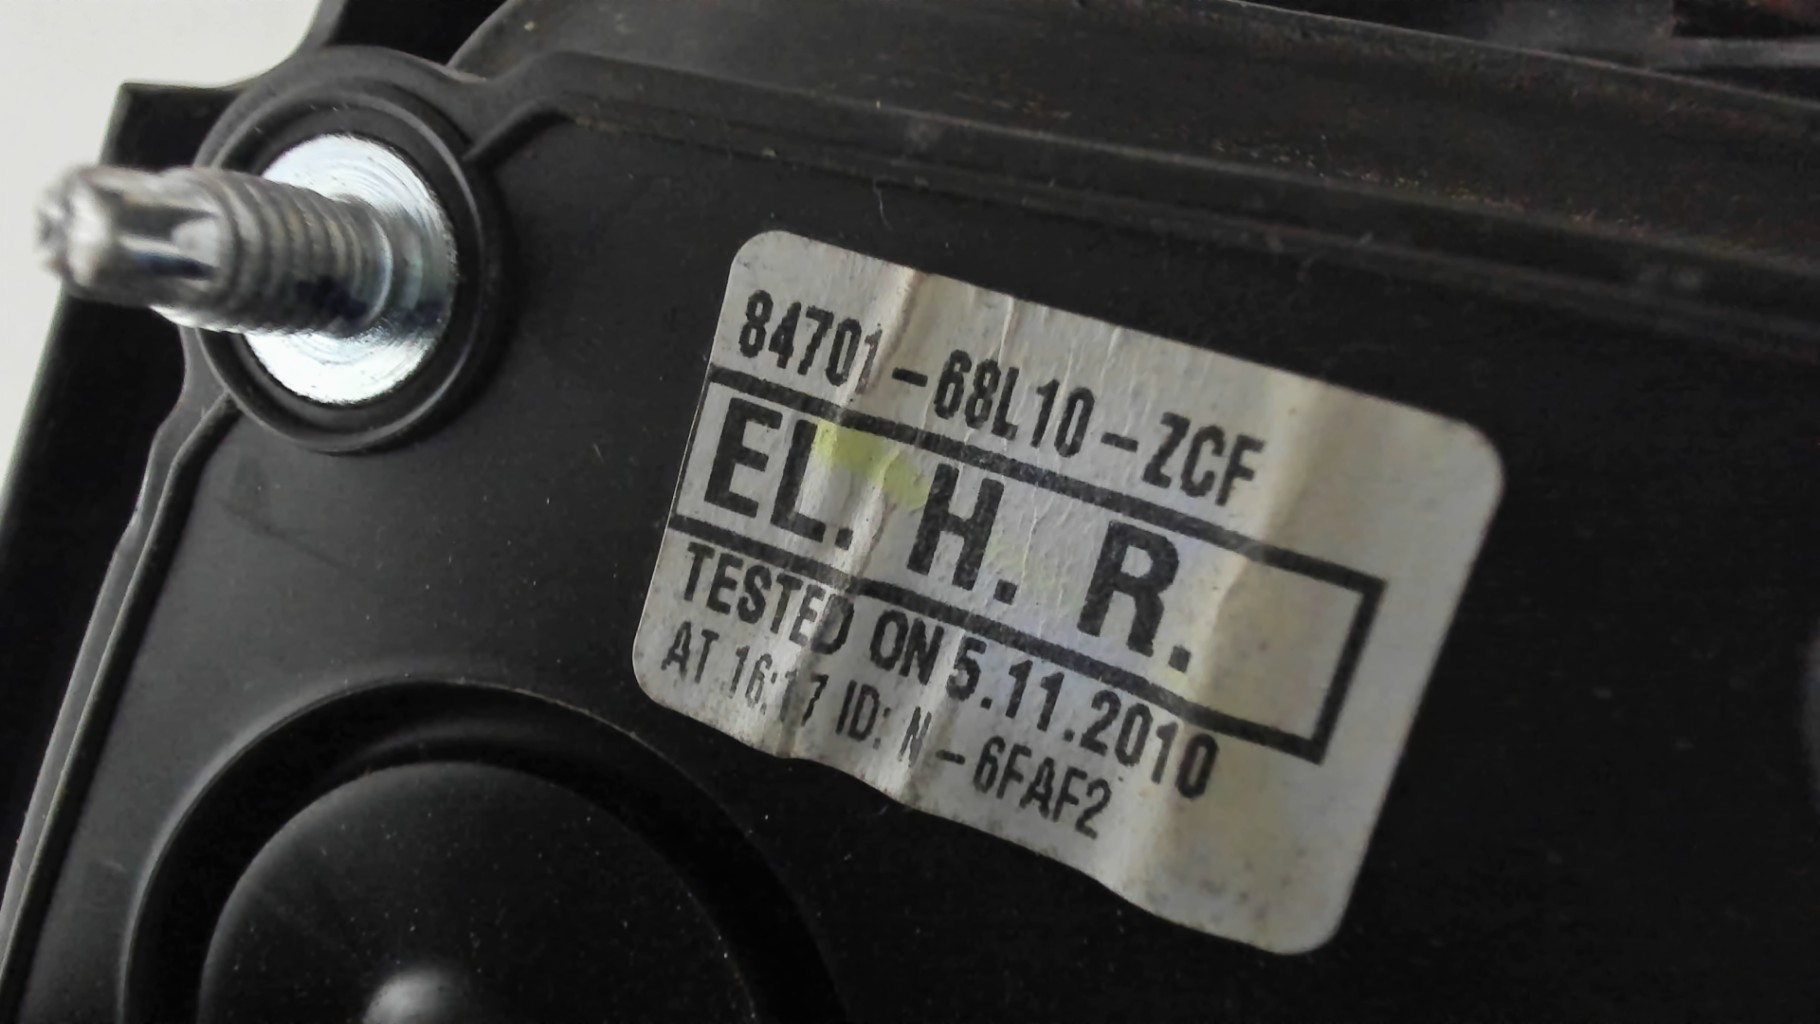 84701-68L10-ZCF
EL. H. R.
TESTED ON 5.11.2010
AT 16:17 ID: N-6FAF2